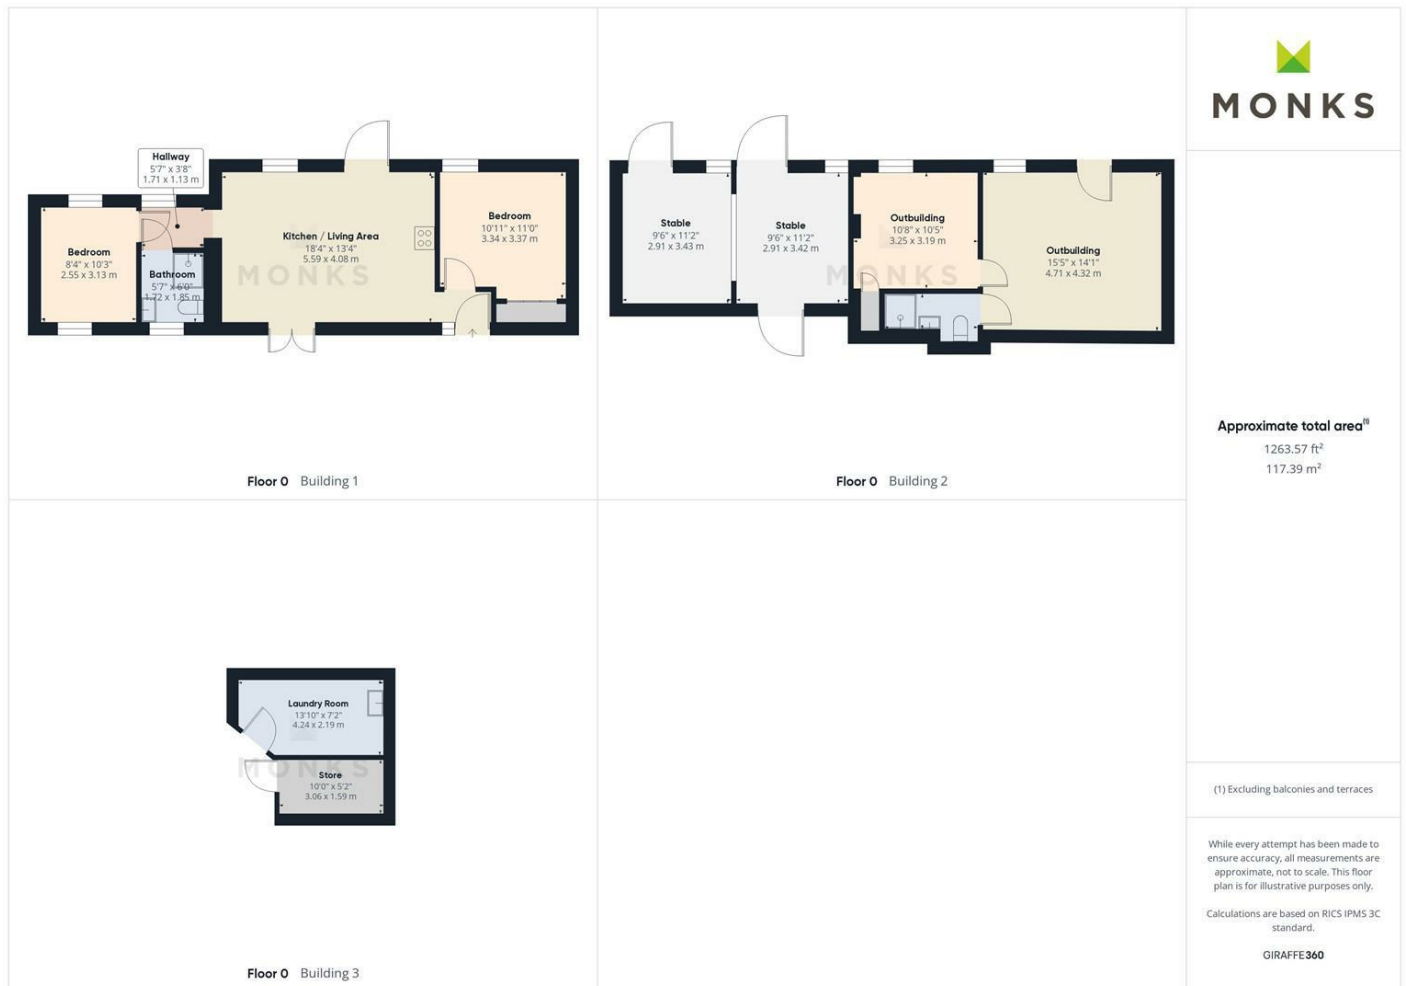 Hallway
5'7" x 3'8"
1.71 x 1.13 m
Bedroom
8'4" x 10'3"
2.55 x 3.13 m
Bathroom
5'7" x 6'0"
1.72 x 1.85 m
Kitchen / Living Area
18'4" x 13'4"
5.59 x 4.08 m
MONKS
Bedroom
10'11" x 11'0"
3.34 x 3.37 m
Floor 0 Building 1
Stable
9'6" x 11'2"
2.91 x 3.43 m
Stable
9'6" x 11'2"
2.91 x 3.42 m
Outbuilding
10'8" x 10'5"
3.25 x 3.19 m
MONKS
Outbuilding
15'5" x 14'1"
4.71 x 4.32 m
Floor 0 Building 2
Laundry Room
13'10" x 7'2"
4.24 x 2.19 m
MONKS
Store
10'0" x 5'2"
3.06 x 1.59 m
Floor 0 Building 3
MONKS
Approximate total area(1)
1263.57 ft²
117.39 m²
(1) Excluding balconies and terraces
While every attempt has been made to
ensure accuracy, all measurements are
approximate, not to scale. This floor
plan is for illustrative purposes only.
Calculations are based on RICS IPMS 3C
standard.
GIRAFFE360